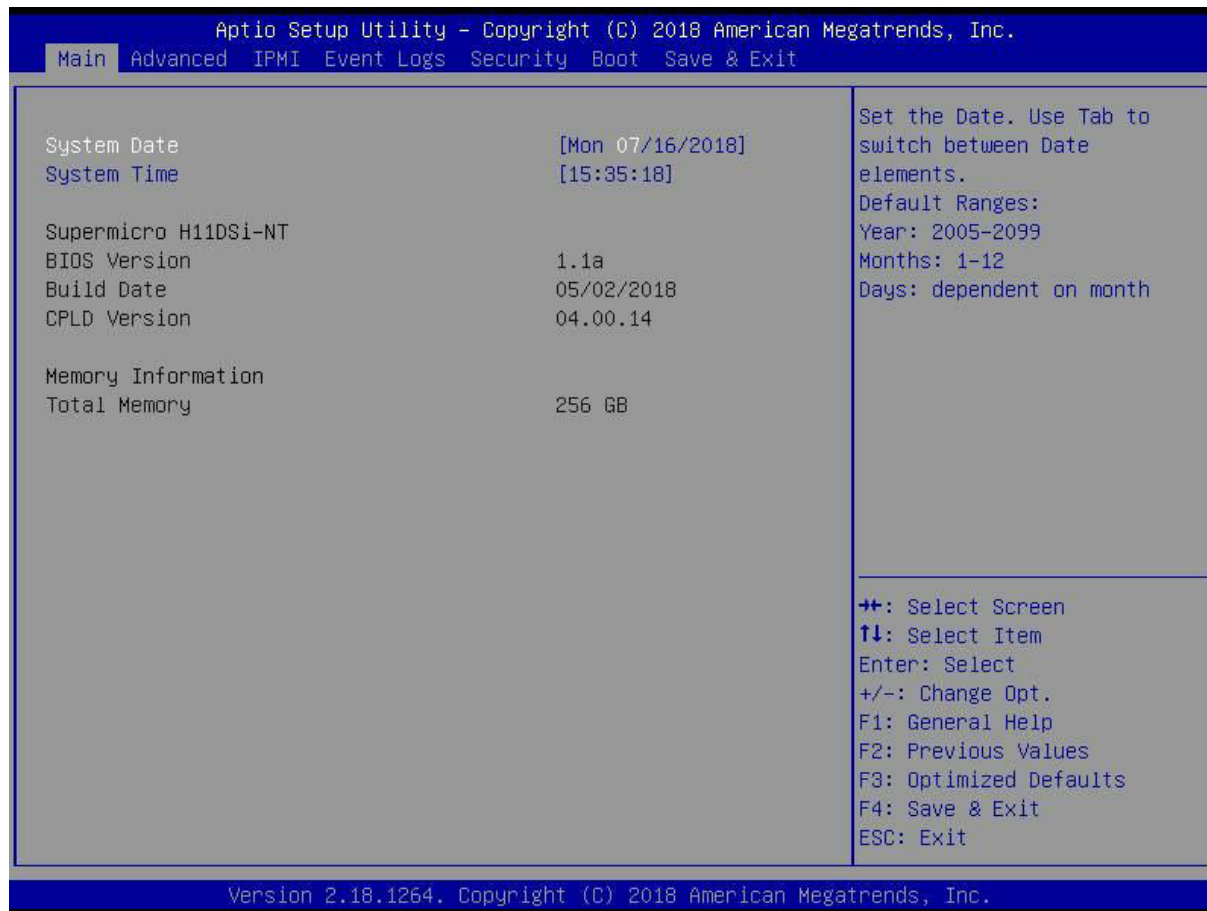 Aptio Setup Utility – Copyright (C) 2018 American Megatrends, Inc.
Main Advanced IPMI Event Logs Security Boot Save & Exit
System Date [Mon 07/16/2018]
System Time [15:35:18]
Supermicro H11DSi-NT
BIOS Version 1.1a
Build Date 05/02/2018
CPLD Version 04.00.14
Memory Information
Total Memory 256 GB
Set the Date. Use Tab to
switch between Date
elements.
Default Ranges:
Year: 2005-2099
Months: 1-12
Days: dependent on month
→←: Select Screen
↑↓: Select Item
Enter: Select
+/-: Change Opt.
F1: General Help
F2: Previous Values
F3: Optimized Defaults
F4: Save & Exit
ESC: Exit
Version 2.18.1264. Copyright (C) 2018 American Megatrends, Inc.